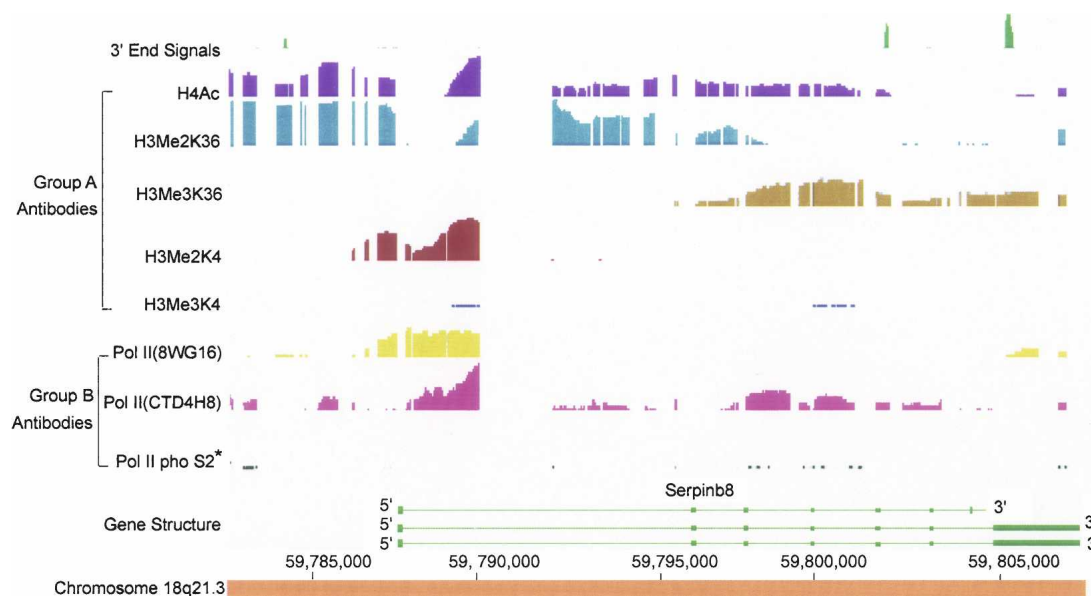 3' End Signals
H4Ac
H3Me2K36
Group A
Antibodies
H3Me3K36
H3Me2K4
H3Me3K4
Pol II(8WG16)
Group B
Antibodies
Pol II(CTD4H8)
Pol II pho S2*
Serpinb8
5' 3'
Gene Structure
5' 3'
5' 3'
59,785,000 59,790,000 59,795,000 59,800,000 59,805,000
Chromosome 18q21.3